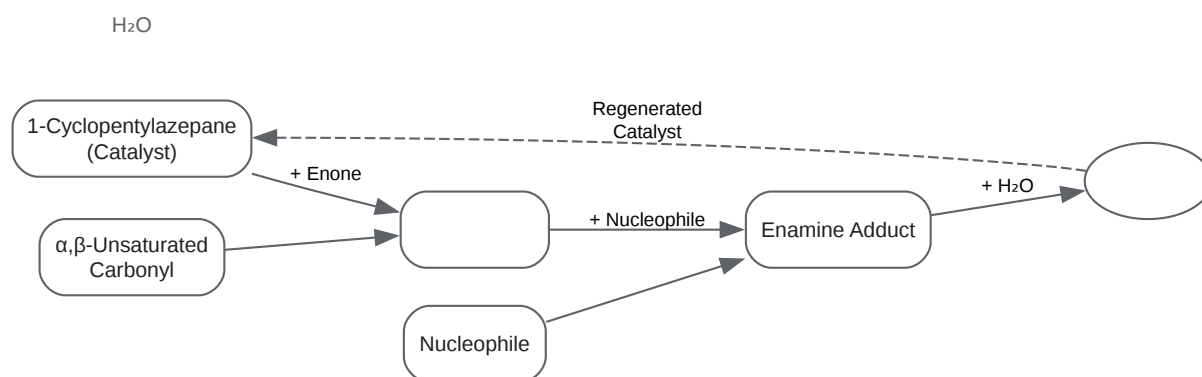 H₂O
Regenerated
Catalyst
1-Cyclopentylazepane
(Catalyst)
+ Enone
+ H₂O
α,β-Unsaturated
Carbonyl
+ Nucleophile
Enamine Adduct
Nucleophile